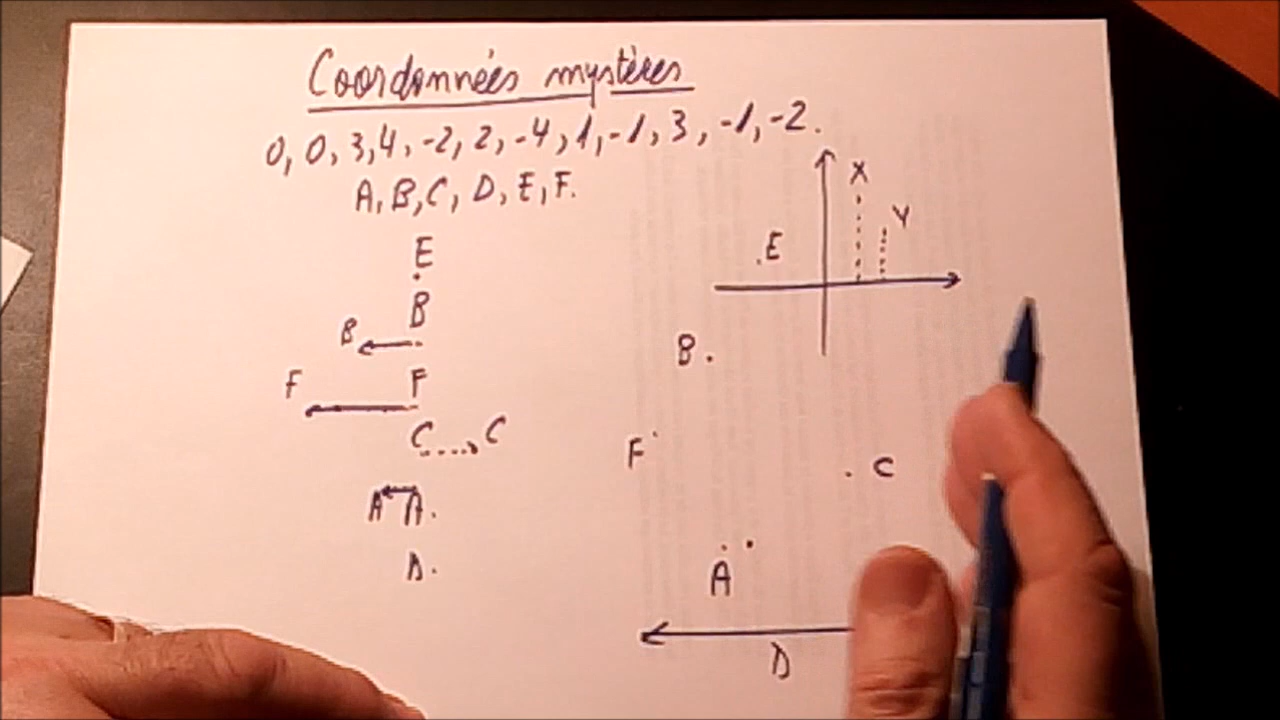 Coordonnées mystères
0, 0, 3, 4, -2, 2, -4, 1, -1, 3, -1, -2.
A, B, C, D, E, F.
E
B
B
F F
C C
A A
D
X
Y
E
B
F
C
A
D